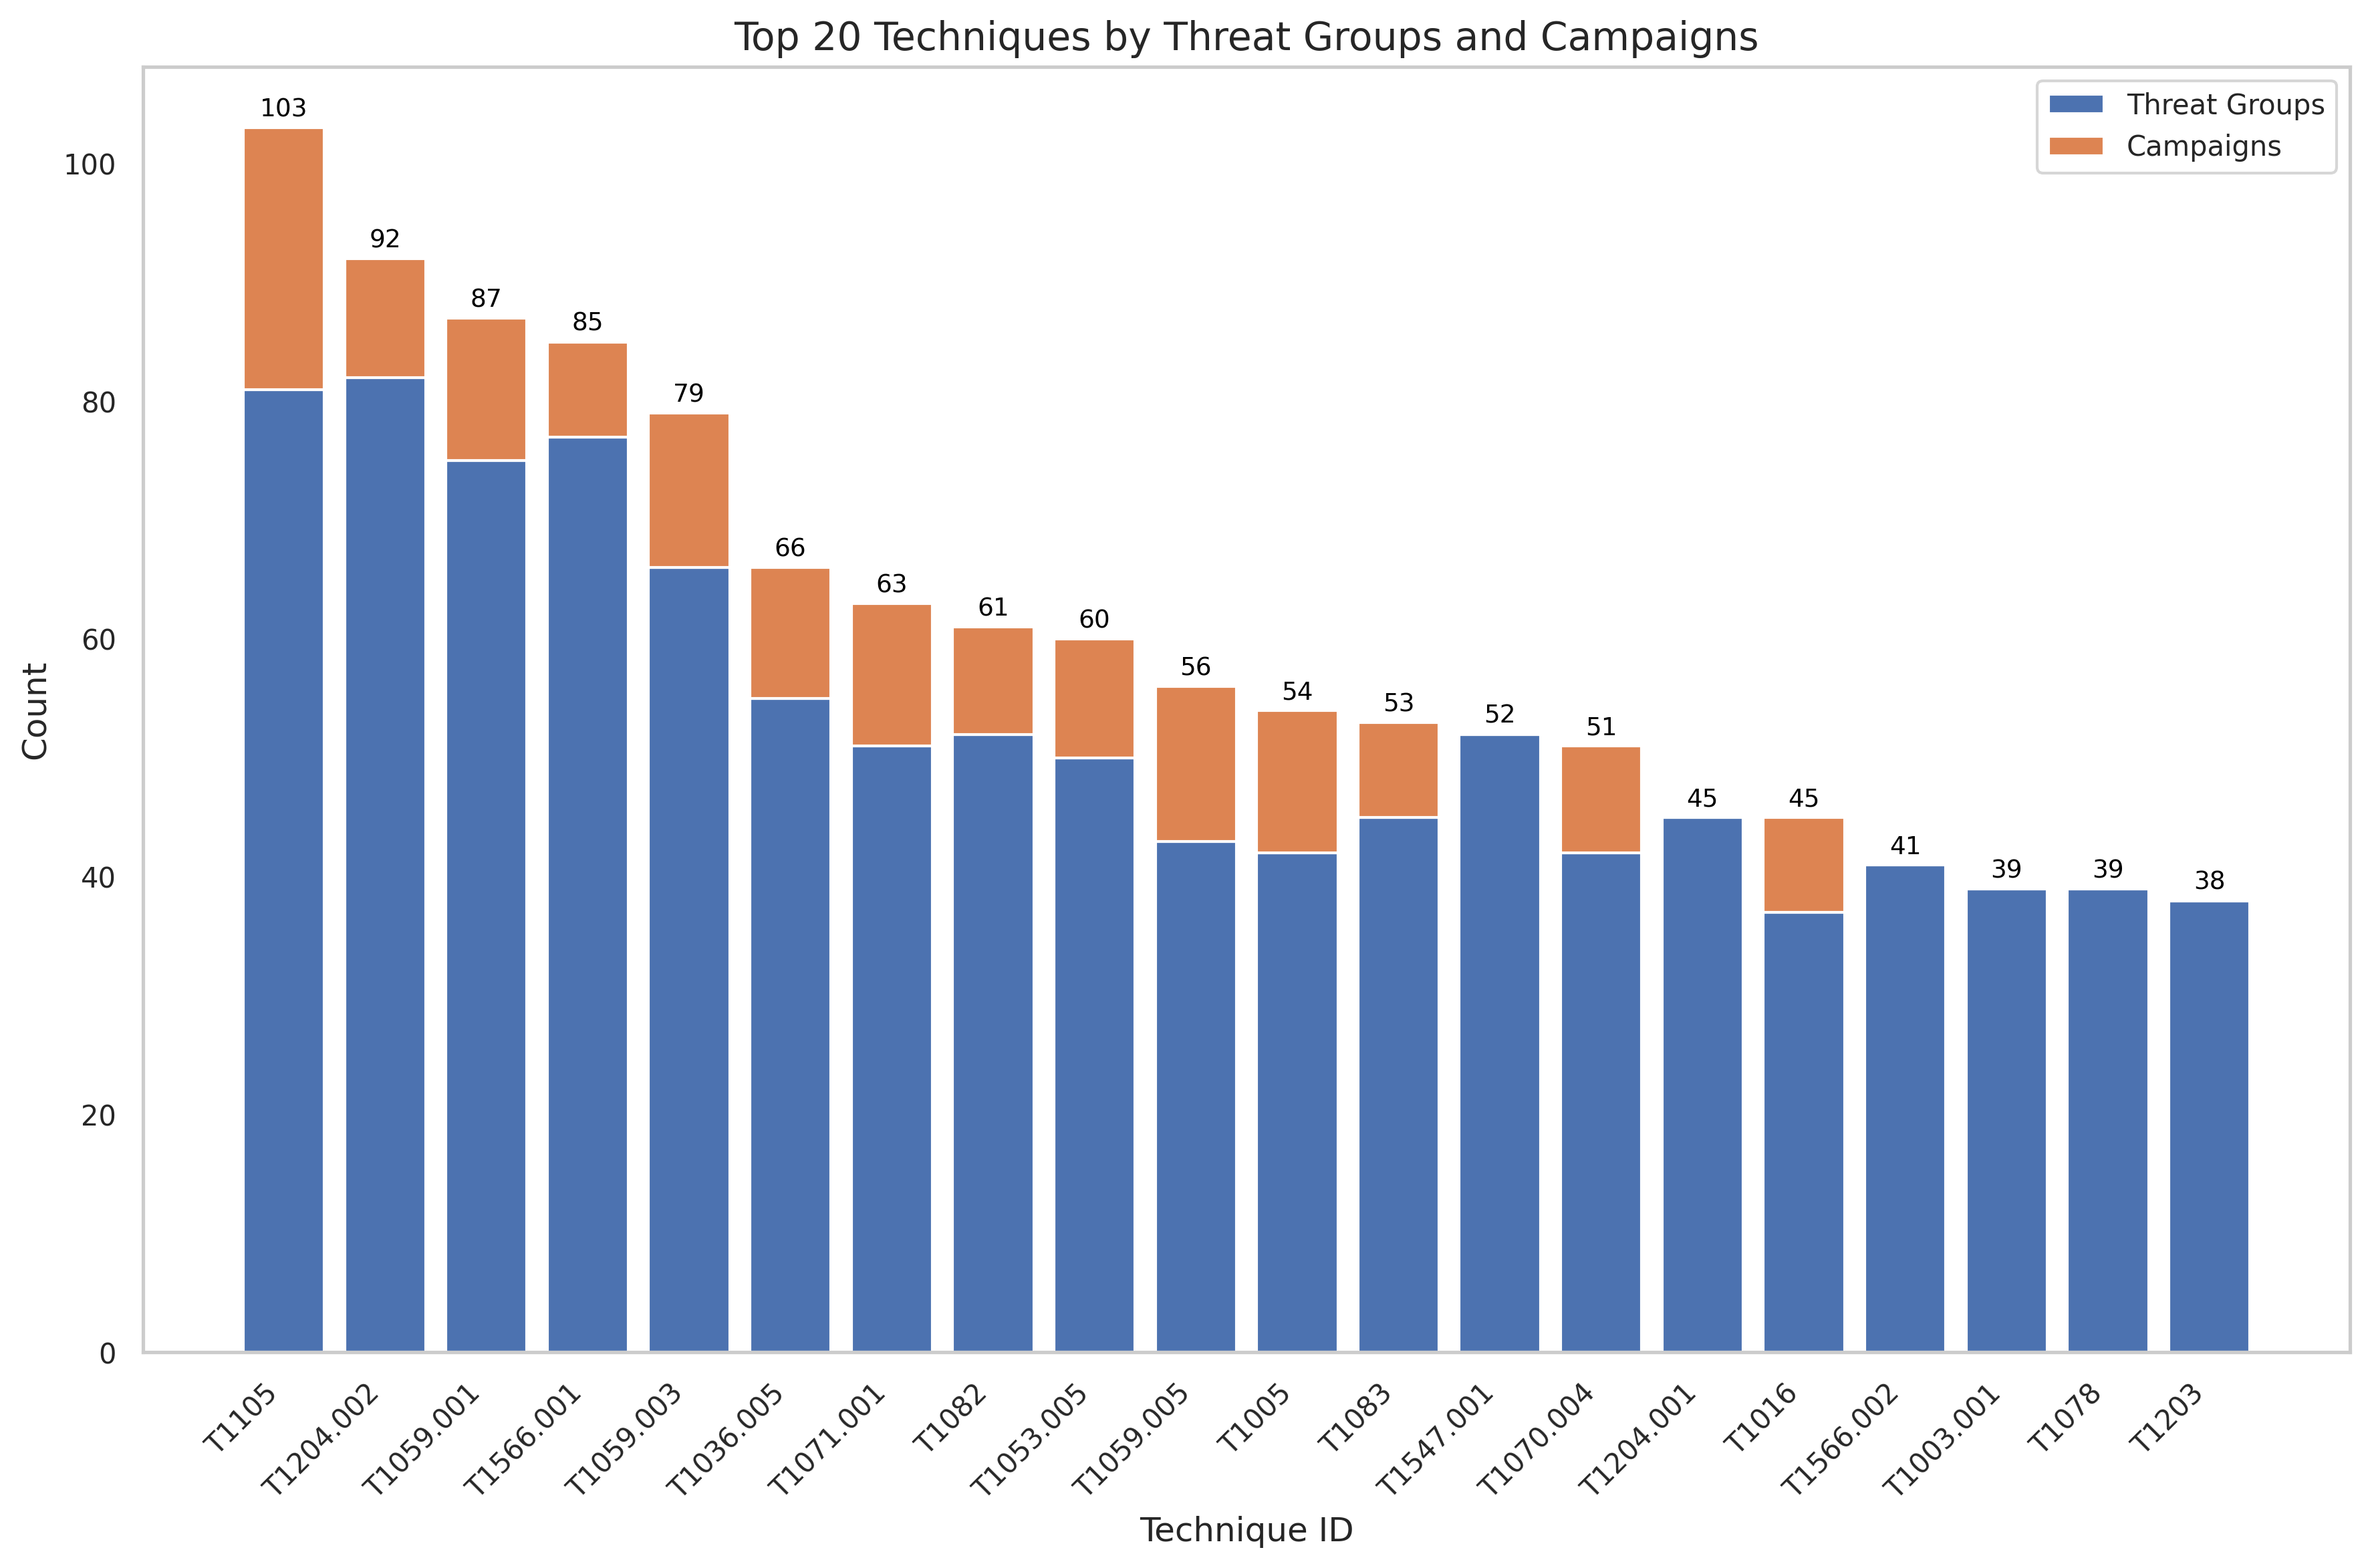 Top 20 Techniques by Threat Groups and Campaigns
Threat Groups
Campaigns
103
92
87
85
79
66
63
61
60
56
54
53
52
51
45
45
41
39
39
38
100
80
60
40
20
0
Count
T1105
T1204.002
T1059.001
T1566.001
T1059.003
T1036.005
T1071.001
T1082
T1053.005
T1059.005
T1005
T1083
T1547.001
T1070.004
T1204.001
T1016
T1566.002
T1003.001
T1078
T1203
Technique ID